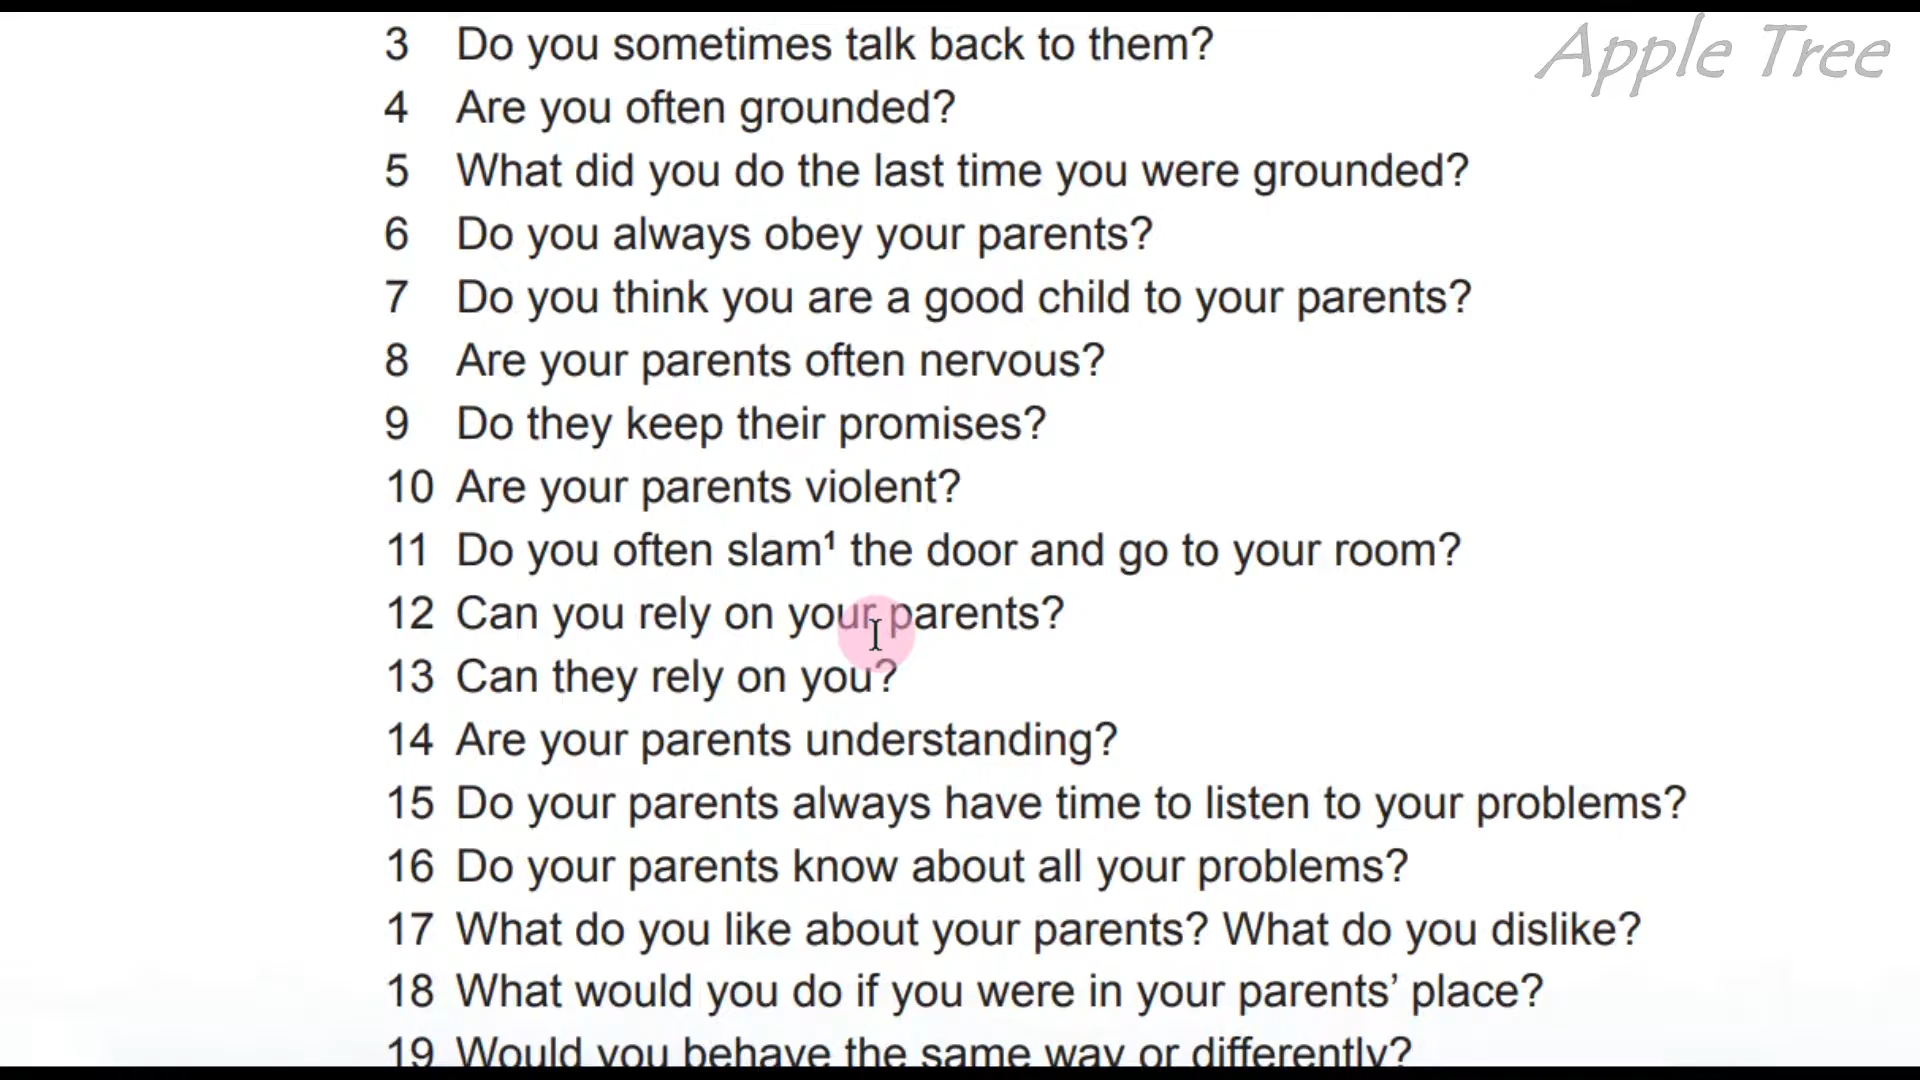 Apple Tree
3 Do you sometimes talk back to them?
4 Are you often grounded?
5 What did you do the last time you were grounded?
6 Do you always obey your parents?
7 Do you think you are a good child to your parents?
8 Are your parents often nervous?
9 Do they keep their promises?
10 Are your parents violent?
11 Do you often slam¹ the door and go to your room?
12 Can you rely on your parents?
13 Can they rely on you?
14 Are your parents understanding?
15 Do your parents always have time to listen to your problems?
16 Do your parents know about all your problems?
17 What do you like about your parents? What do you dislike?
18 What would you do if you were in your parents’ place?
19 Would you behave the same way or differently?